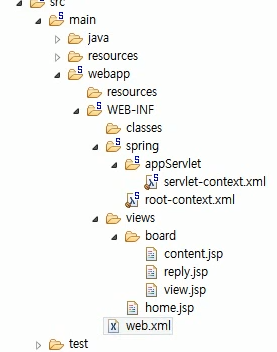 src
main
java
resources
webapp
resources
WEB-INF
classes
spring
appServlet
servlet-context.xml
root-context.xml
views
board
content.jsp
reply.jsp
view.jsp
home.jsp
web.xml
test